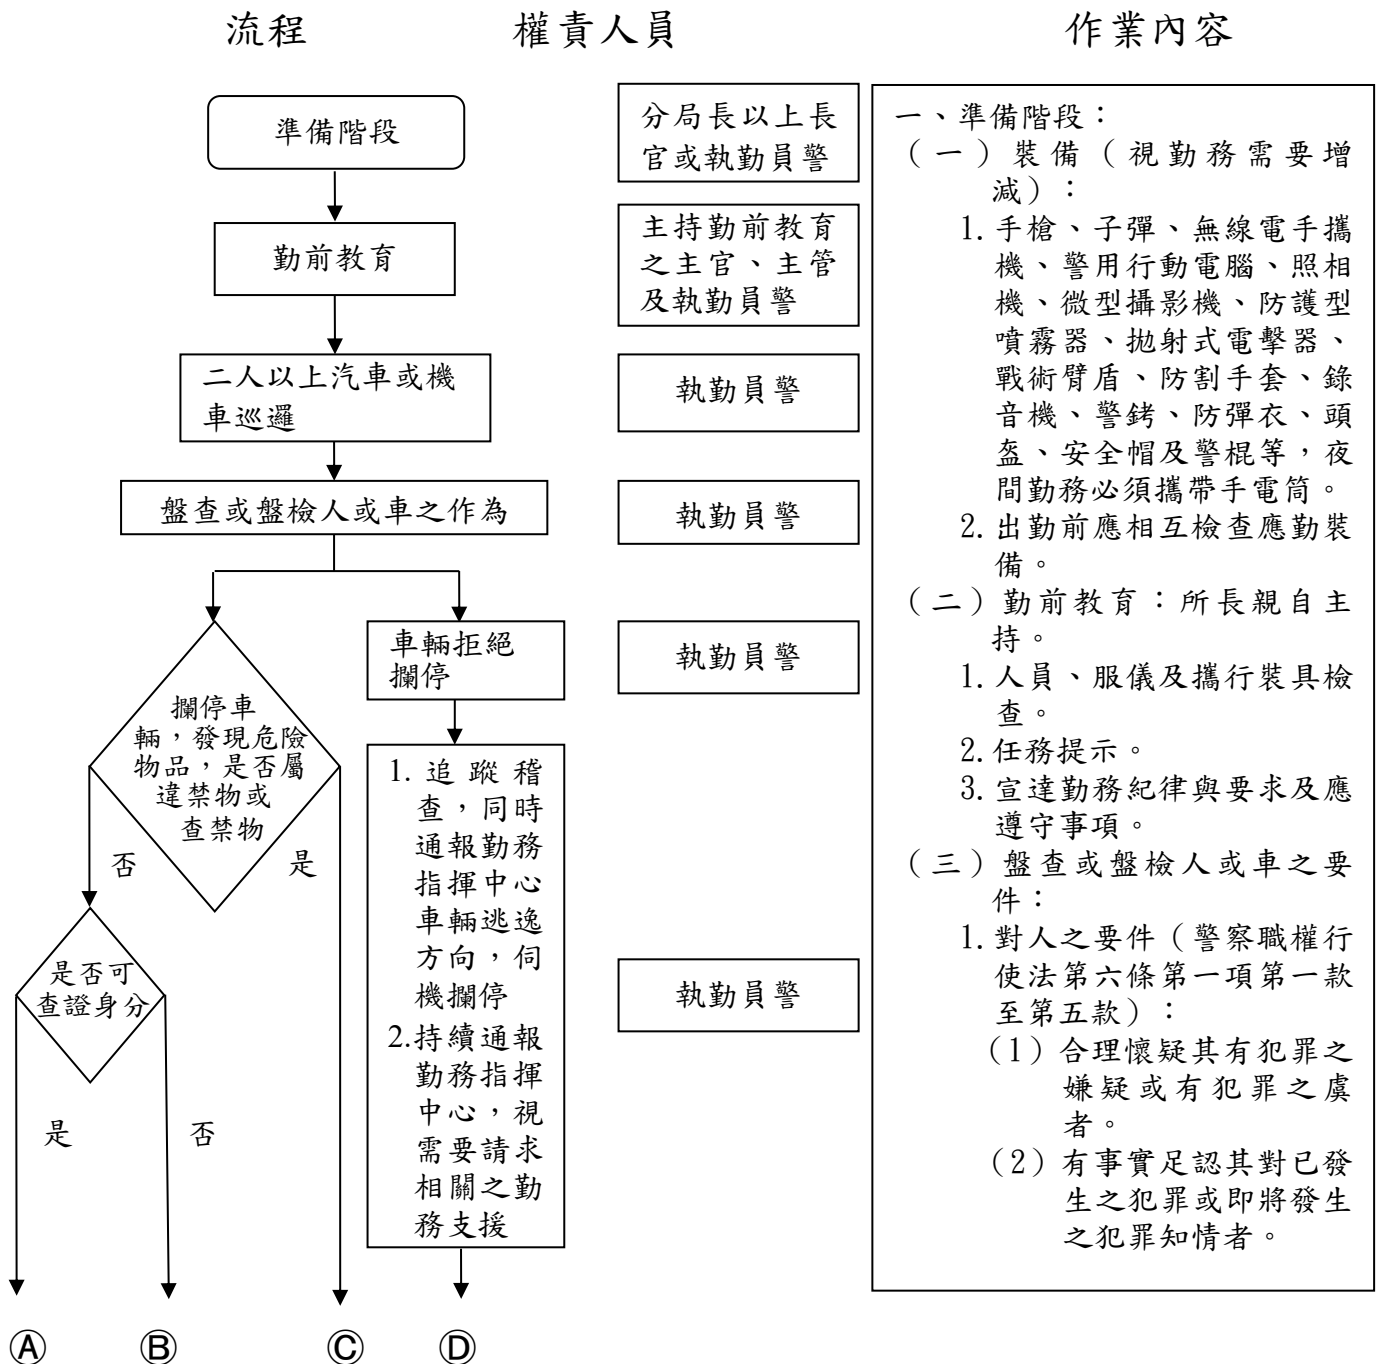 流程
權責人員
作業內容
準備階段
勤前教育
二人以上汽車或機
車巡邏
盤查或盤檢人或車之作為
攔停車
輛，發現危險
物品，是否屬
違禁物或
查禁物
否
是
是否可
查證身分
是
否
車輛拒絕
攔停
1. 追蹤稽
查，同時
通報勤務
指揮中心
車輛逃逸
方向，伺
機攔停
2.持續通報
勤務指揮
中心，視
需要請求
相關之勤
務支援
Ⓐ
Ⓑ
Ⓒ
Ⓓ
分局長以上長
官或執勤員警
主持勤前教育
之主官、主管
及執勤員警
執勤員警
執勤員警
執勤員警
執勤員警
一、準備階段：
（一）裝備（視勤務需要增
減）：
1. 手槍、子彈、無線電手攜
機、警用行動電腦、照相
機、微型攝影機、防護型
噴霧器、拋射式電擊器、
戰術臂盾、防割手套、錄
音機、警銬、防彈衣、頭
盔、安全帽及警棍等，夜
間勤務必須攜帶手電筒。
2. 出勤前應相互檢查應勤裝
備。
（二）勤前教育：所長親自主
持。
1. 人員、服儀及攜行裝具檢
查。
2. 任務提示。
3. 宣達勤務紀律與要求及應
遵守事項。
（三）盤查或盤檢人或車之要
件：
1. 對人之要件（警察職權行
使法第六條第一項第一款
至第五款）：
（1）合理懷疑其有犯罪之
嫌疑或有犯罪之虞
者。
（2）有事實足認其對已發
生之犯罪或即將發生
之犯罪知情者。